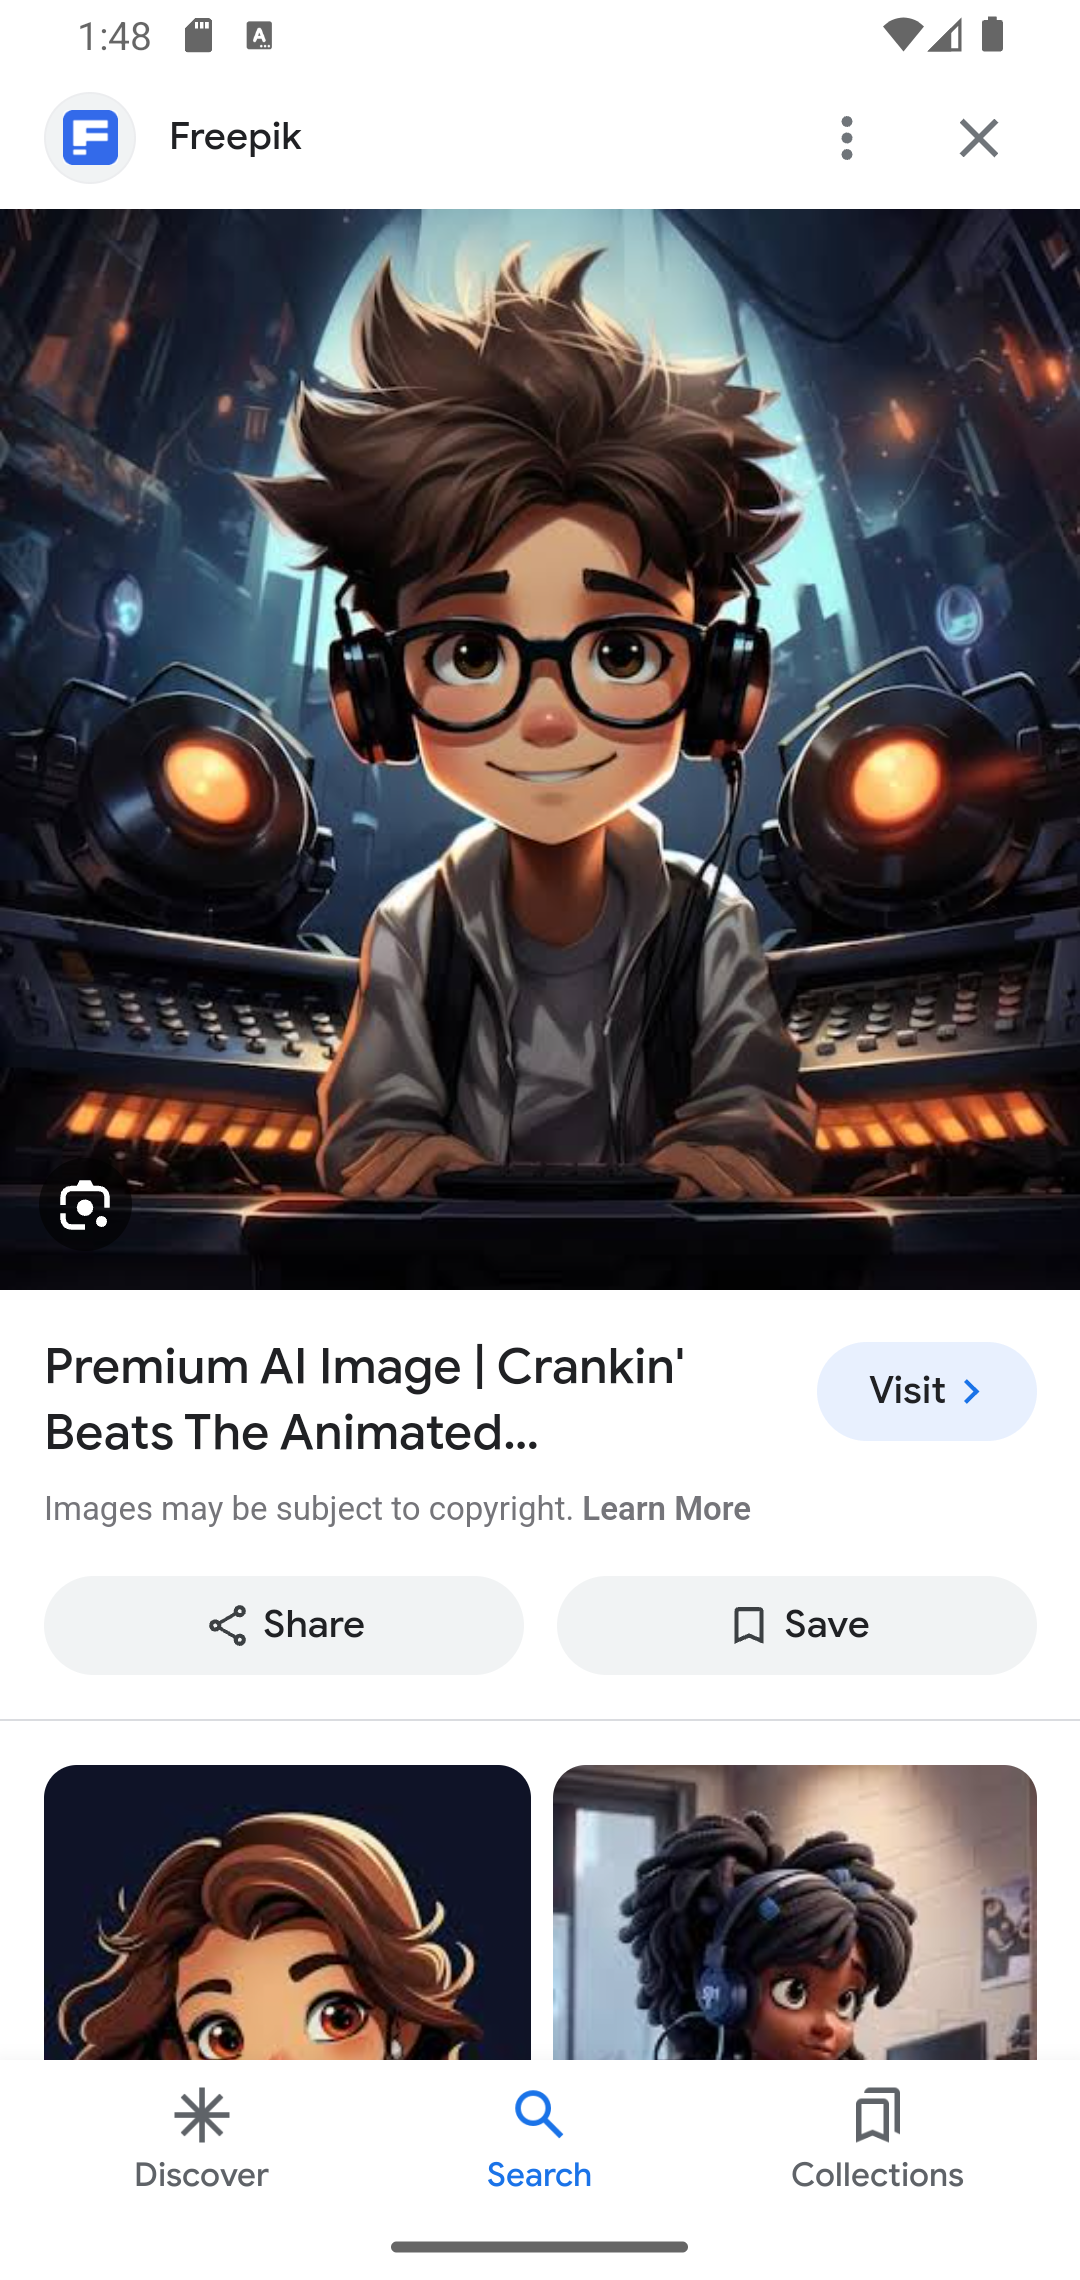 1:48
Freepik
Premium AI Image | Crankin'
Beats The Animated...
Visit
Images may be subject to copyright. Learn More
Share
Save
Discover
Search
Collections